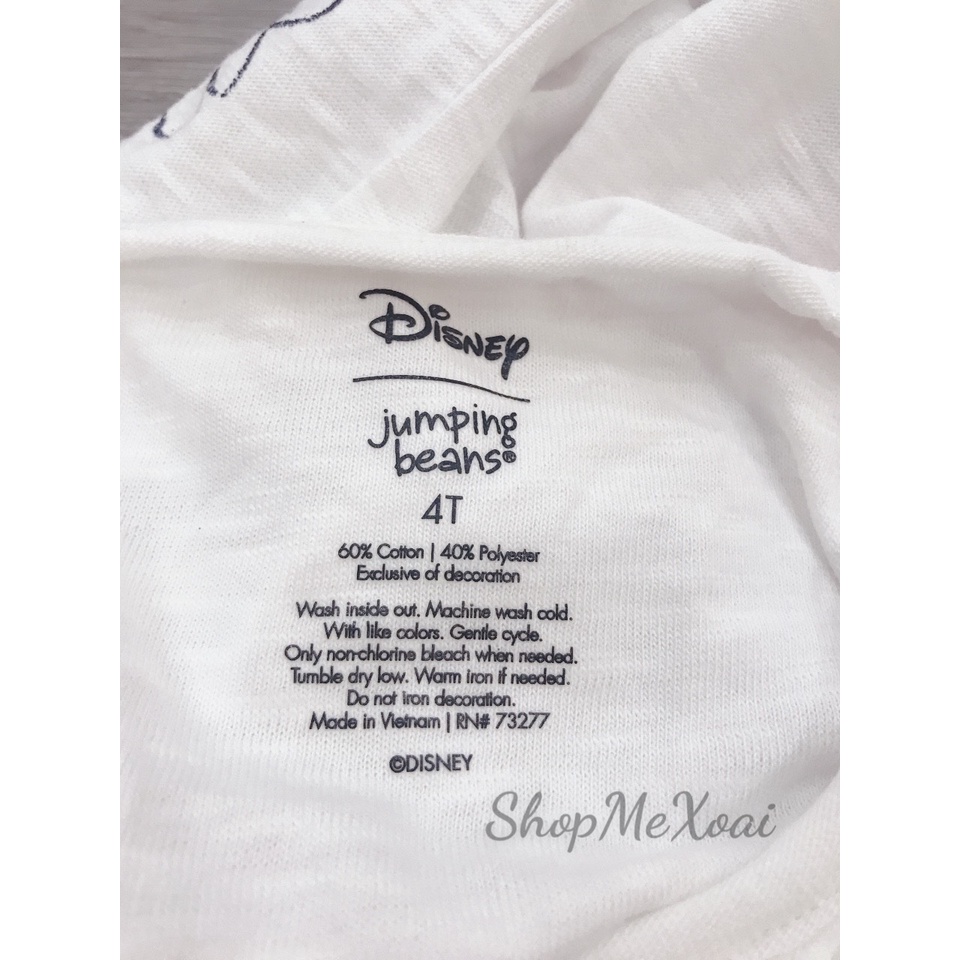 Disney
jumping
beans®
4T
60% Cotton | 40% Polyester
Exclusive of decoration
Wash inside out. Machine wash cold.
With like colors. Gentle cycle.
Only non-chlorine bleach when needed.
Tumble dry low. Warm iron if needed.
Do not iron decoration.
Made in Vietnam | RN# 73277
©DISNEY
ShopMeXoai